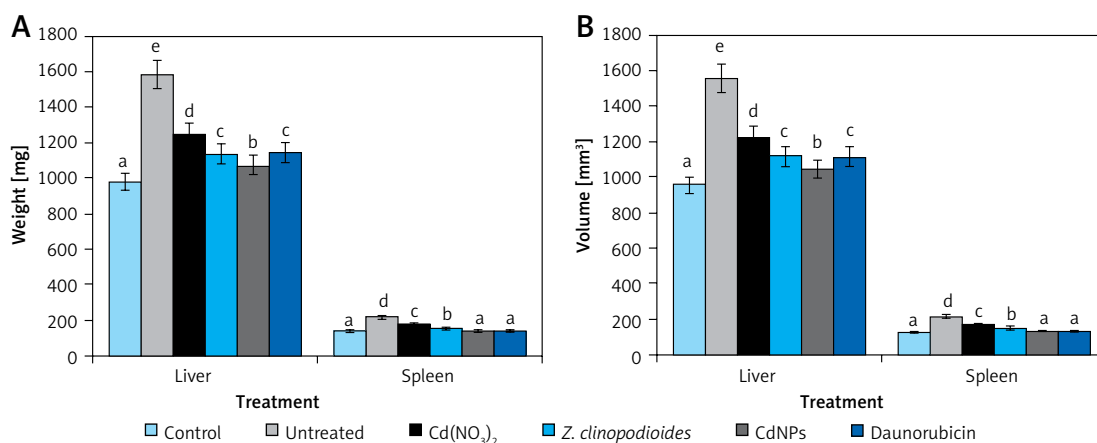 A
Weight [mg]
1800
1600
1400
1200
1000
800
600
400
200
0
a
e
d
c
b
c
a
d
c
b
a
a
Liver
Spleen
Treatment
B
Volume [mm³]
1800
1600
1400
1200
1000
800
600
400
200
0
a
e
d
c
b
c
a
d
c
b
a
a
Liver
Spleen
Treatment
Control Untreated Cd(NO₃)₂ Z. clinopodioides CdNPs Daunorubicin